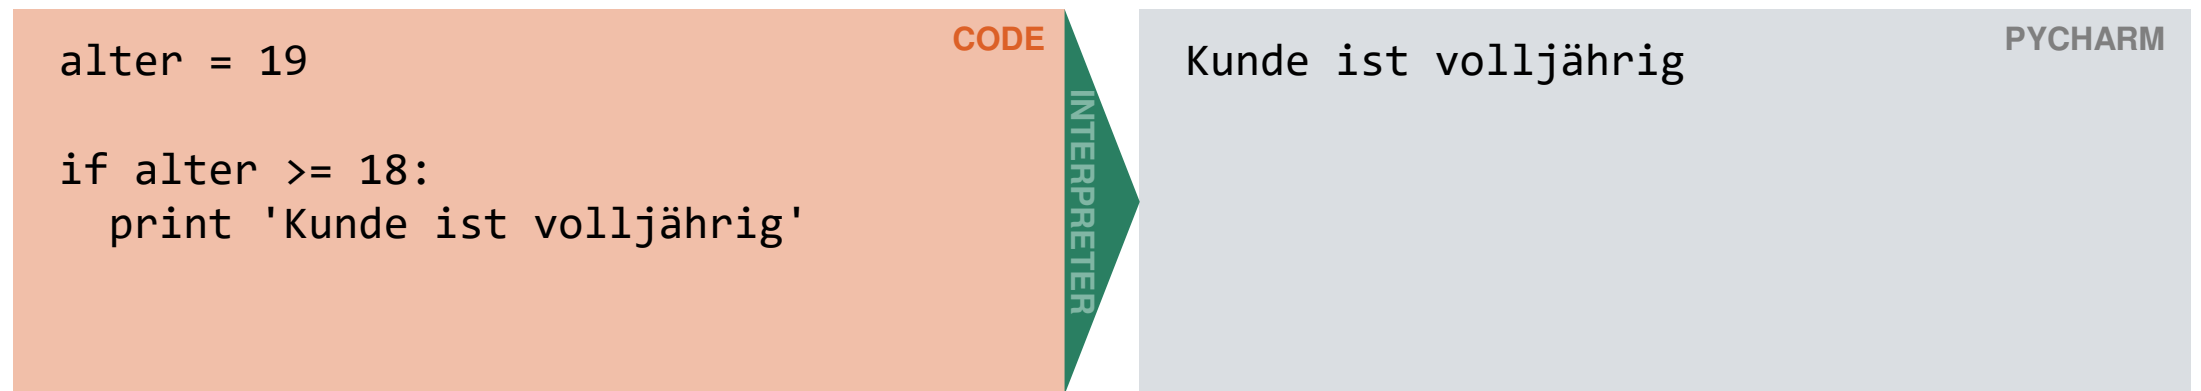 CODE
alter = 19
if alter >= 18:
  print 'Kunde ist volljährig'
INTERPRETER
PYCHARM
Kunde ist volljährig